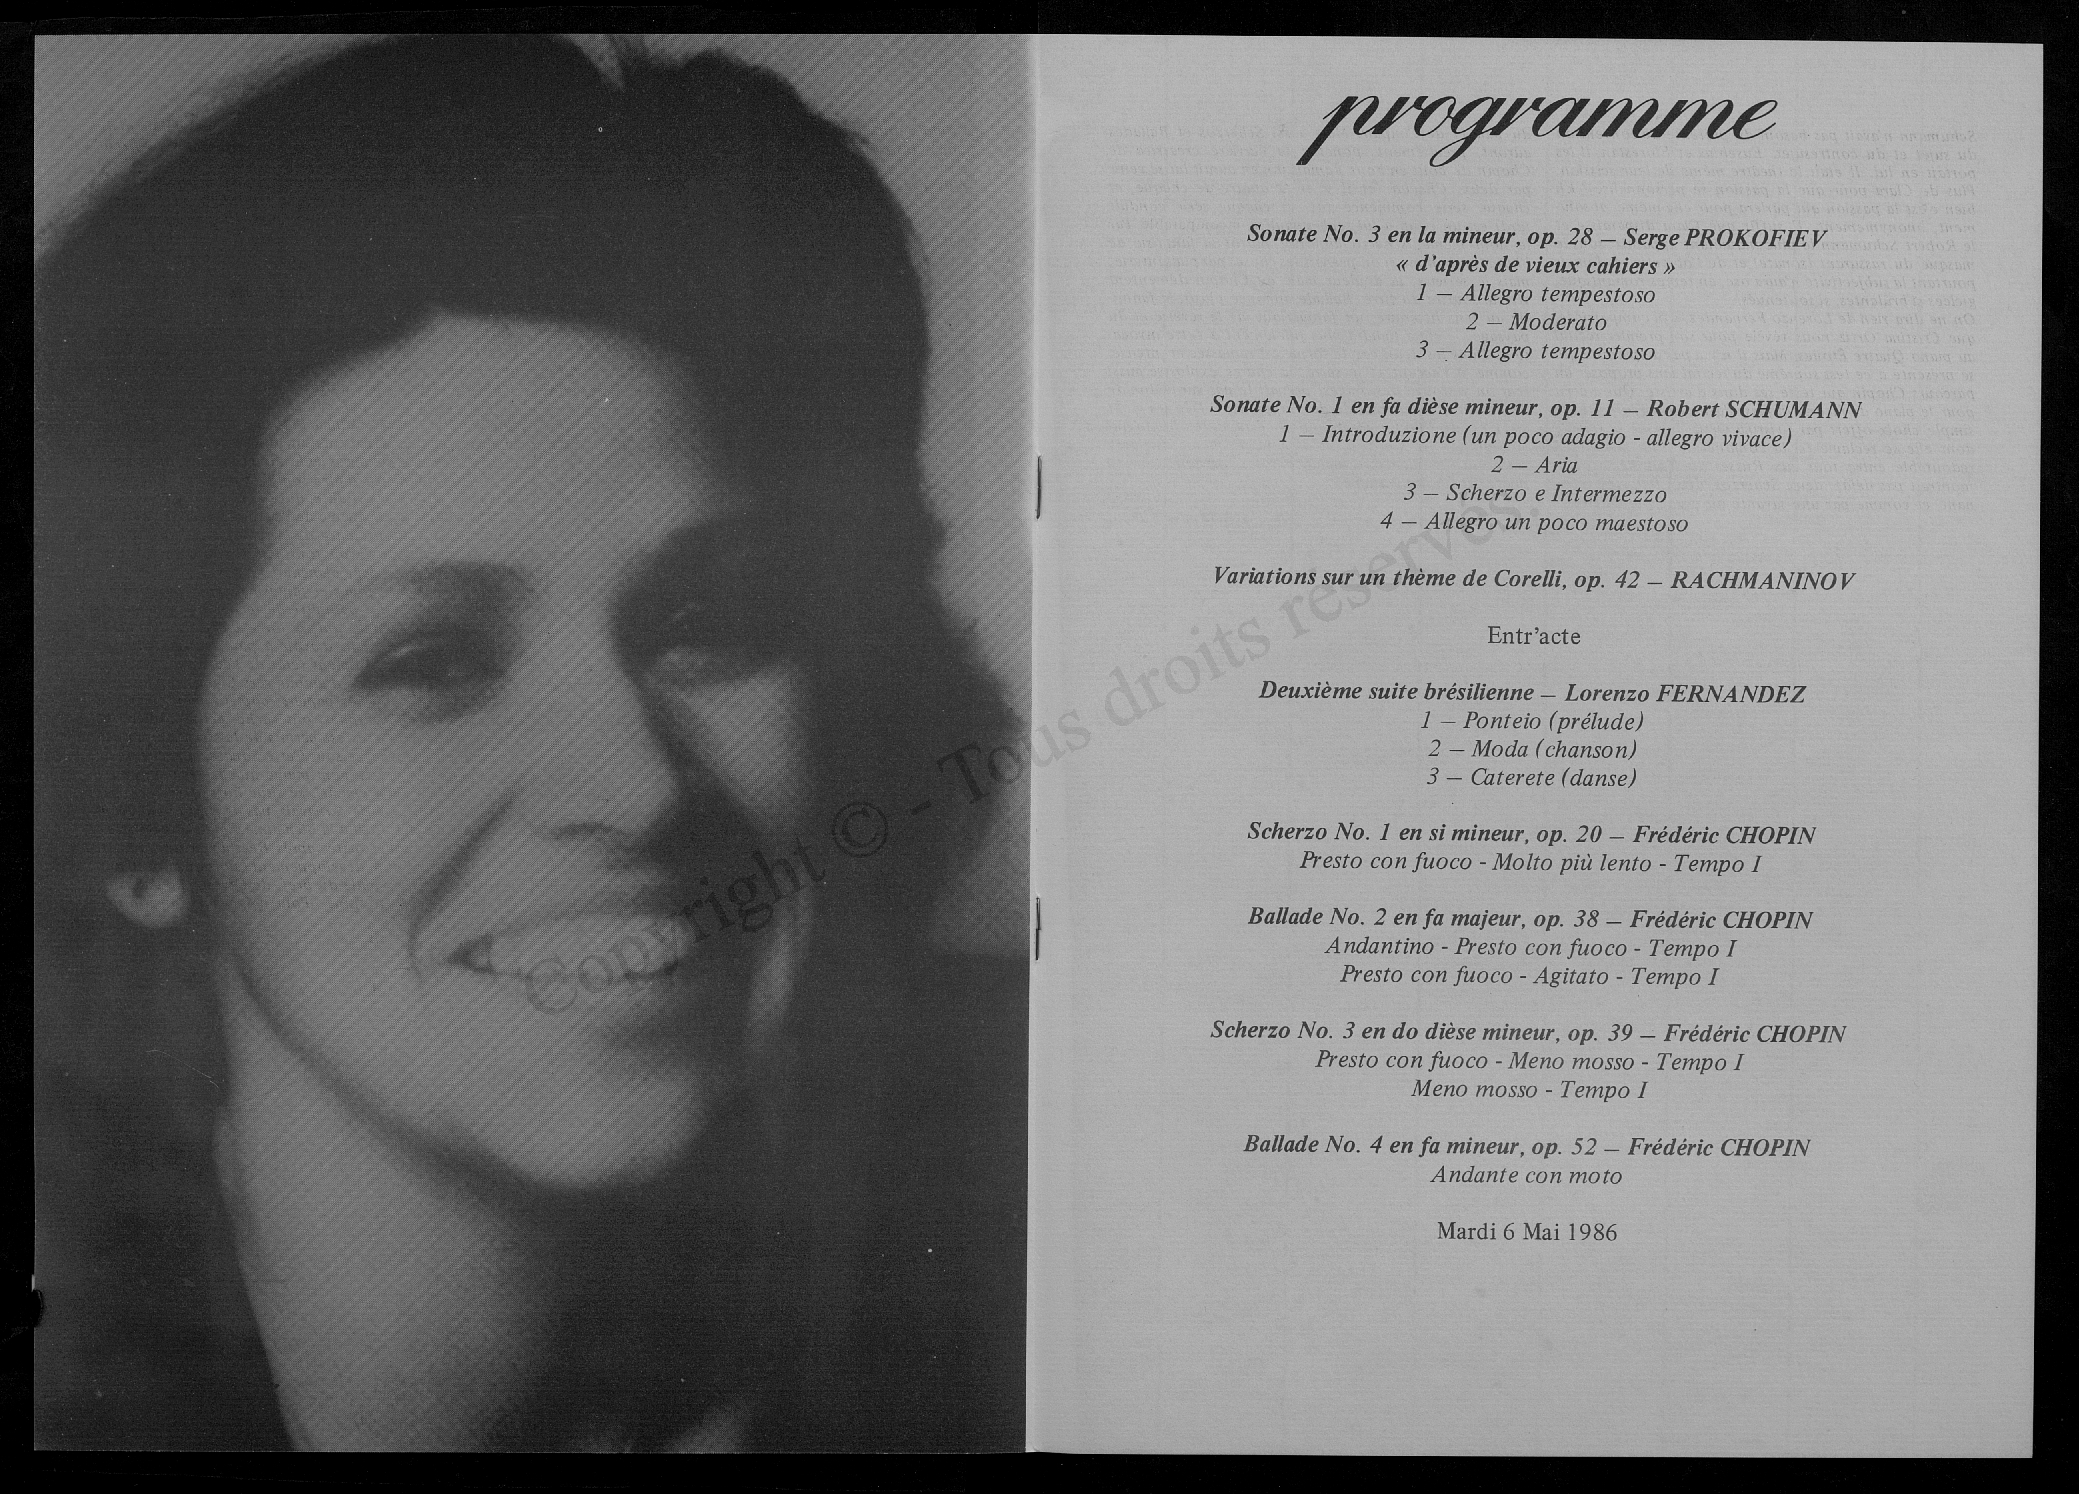 programme
Sonate No. 3 en la mineur, op. 28 — Serge PROKOFIEV
« d'après de vieux cahiers »
1 — Allegro tempestoso
2 — Moderato
3 — Allegro tempestoso
Sonate No. 1 en fa dièse mineur, op. 11 — Robert SCHUMANN
1 — Introduzione (un poco adagio - allegro vivace)
2 — Aria
3 — Scherzo e Intermezzo
4 — Allegro un poco maestoso
Variations sur un thème de Corelli, op. 42 — RACHMANINOV
Entr'acte
Deuxième suite brésilienne — Lorenzo FERNANDEZ
1 — Ponteio (prélude)
2 — Moda (chanson)
3 — Caterete (danse)
Scherzo No. 1 en si mineur, op. 20 — Frédéric CHOPIN
Presto con fuoco - Molto più lento - Tempo I
Ballade No. 2 en fa majeur, op. 38 — Frédéric CHOPIN
Andantino - Presto con fuoco - Tempo I
Presto con fuoco - Agitato - Tempo I
Scherzo No. 3 en do dièse mineur, op. 39 — Frédéric CHOPIN
Presto con fuoco - Meno mosso - Tempo I
Meno mosso - Tempo I
Ballade No. 4 en fa mineur, op. 52 — Frédéric CHOPIN
Andante con moto
Mardi 6 Mai 1986
Copyright © - Tous droits réservés.